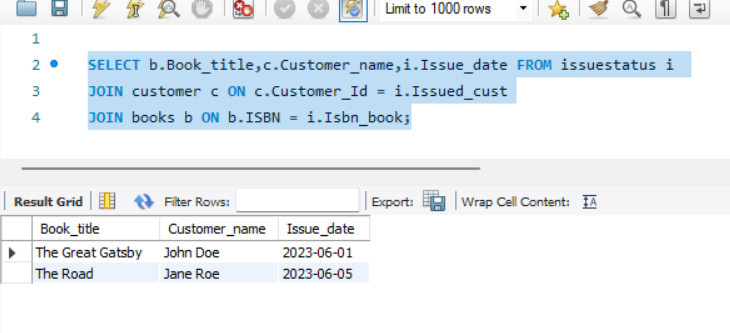 Limit to 1000 rows
1
2 SELECT b.Book_title,c.Customer_name,i.Issue_date FROM issuestatus i
3 JOIN customer c ON c.Customer_Id = i.Issued_cust
4 JOIN books b ON b.ISBN = i.Isbn_book;
Result Grid Filter Rows: Export: Wrap Cell Content: IA
Book_title Customer_name Issue_date
The Great Gatsby John Doe 2023-06-01
The Road Jane Roe 2023-06-05